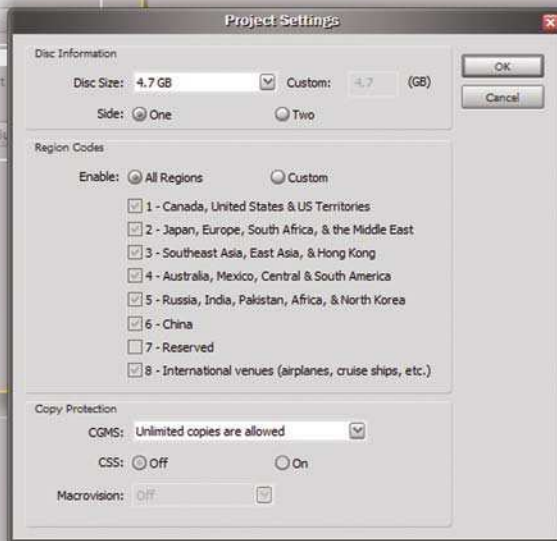 Project Settings
Disc Information
Disc Size: 4.7 GB Custom: 4.7 (GB)
Side: One Two
OK
Cancel
Region Codes
Enable: All Regions Custom
1 - Canada, United States & US Territories
2 - Japan, Europe, South Africa, & the Middle East
3 - Southeast Asia, East Asia, & Hong Kong
4 - Australia, Mexico, Central & South America
5 - Russia, India, Pakistan, Africa, & North Korea
6 - China
7 - Reserved
8 - International venues (airplanes, cruise ships, etc.)
Copy Protection
CGMS: Unlimited copies are allowed
CSS: Off On
Macrovision: Off